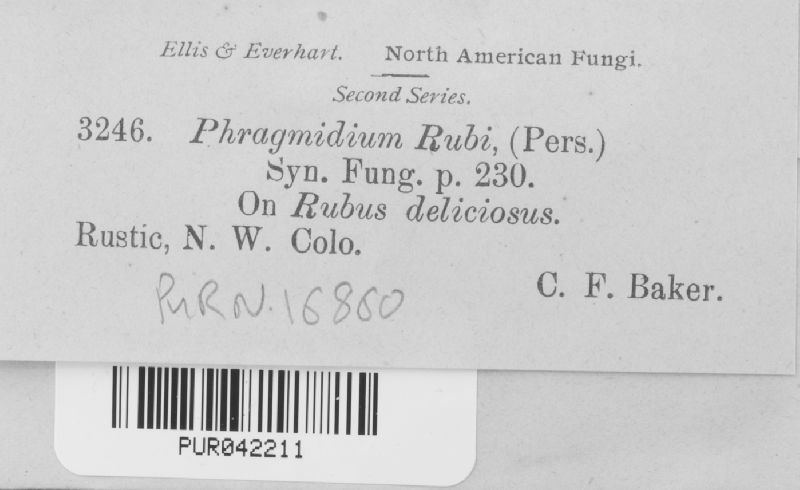 Ellis & Everhart. North American Fungi.
Second Series.
3246. Phragmidium Rubi, (Pers.)
Syn. Fung. p. 230.
On Rubus deliciosus.
Rustic, N. W. Colo.
C. F. Baker.
PUR N. 16860
PUR042211